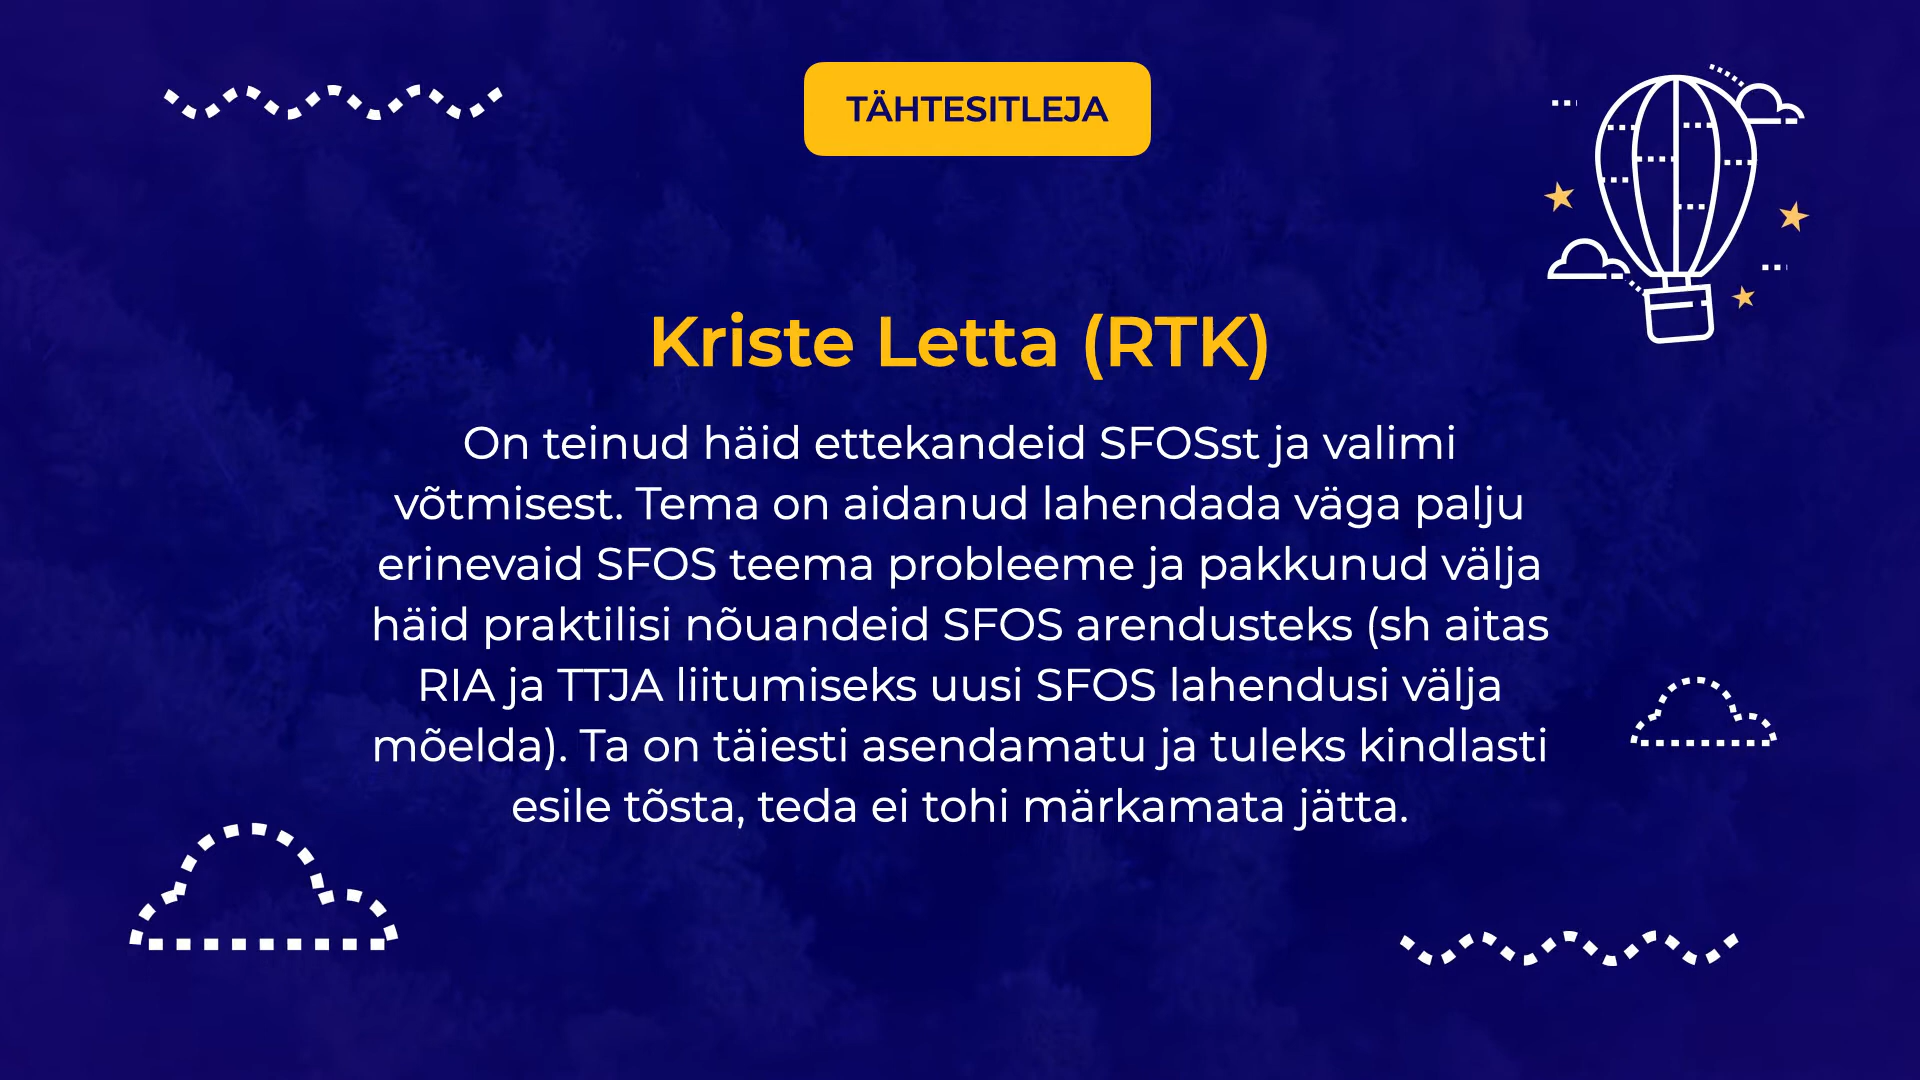 TÄHTESITLEJA
Kriste Letta (RTK)
On teinud häid ettekandeid SFOSst ja valimi
võtmisest. Tema on aidanud lahendada väga palju
erinevaid SFOS teema probleeme ja pakkunud välja
häid praktilisi nõuandeid SFOS arendusteks (sh aitas
RIA ja TTJA liitumiseks uusi SFOS lahendusi välja
mõelda). Ta on täiesti asendamatu ja tuleks kindlasti
esile tõsta, teda ei tohi märkamata jätta.